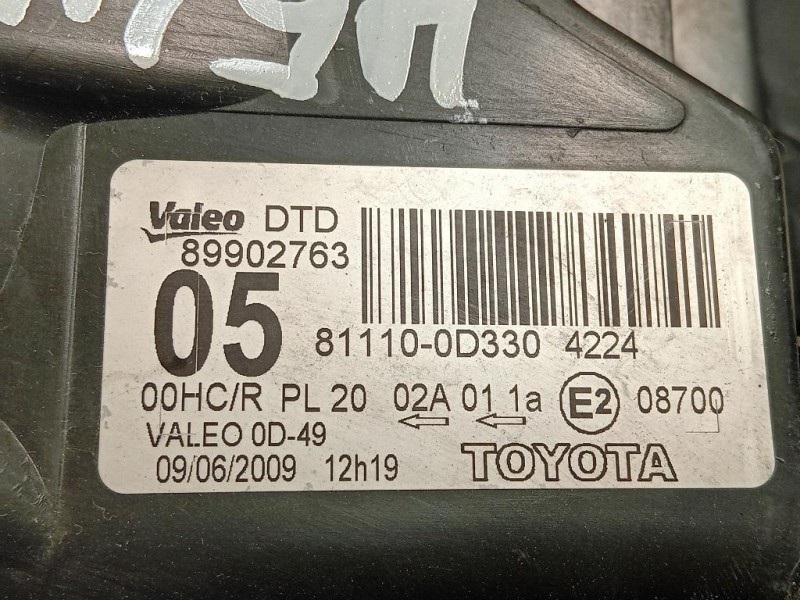 Valeo DTD
89902763
05
81110-0D330 4224
00HC/R PL 20 02A 01 1a E2 08700
VALEO 0D-49
09/06/2009 12h19 TOYOTA